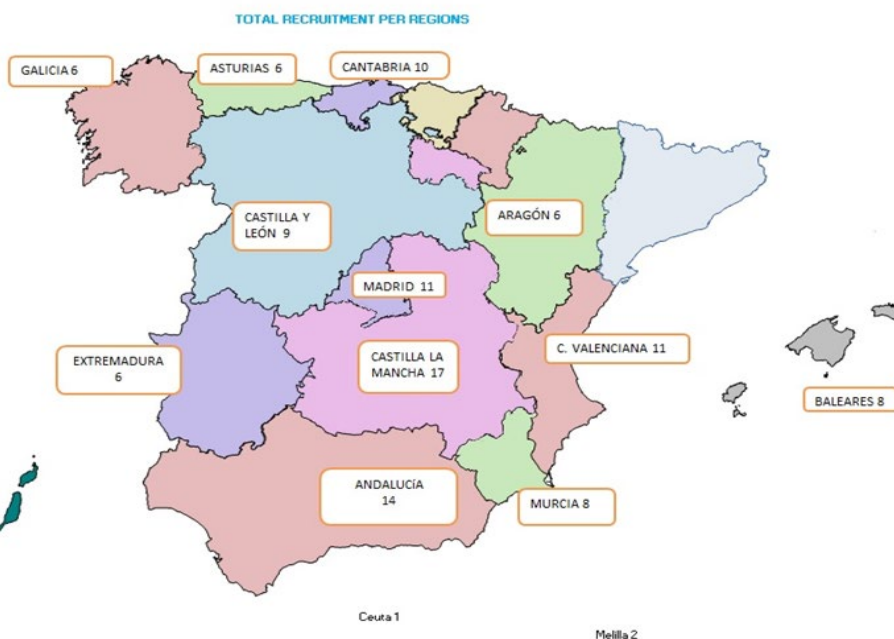 TOTAL RECRUITMENT PER REGIONS
GALICIA 6
ASTURIAS 6
CANTABRIA 10
CASTILLA Y
LEÓN 9
ARAGÓN 6
MADRID 11
EXTREMADURA
6
CASTILLA LA
MANCHA 17
C. VALENCIANA 11
BALEARES 8
ANDALUCíA
14
MURCIA 8
Ceuta 1
Melilla 2